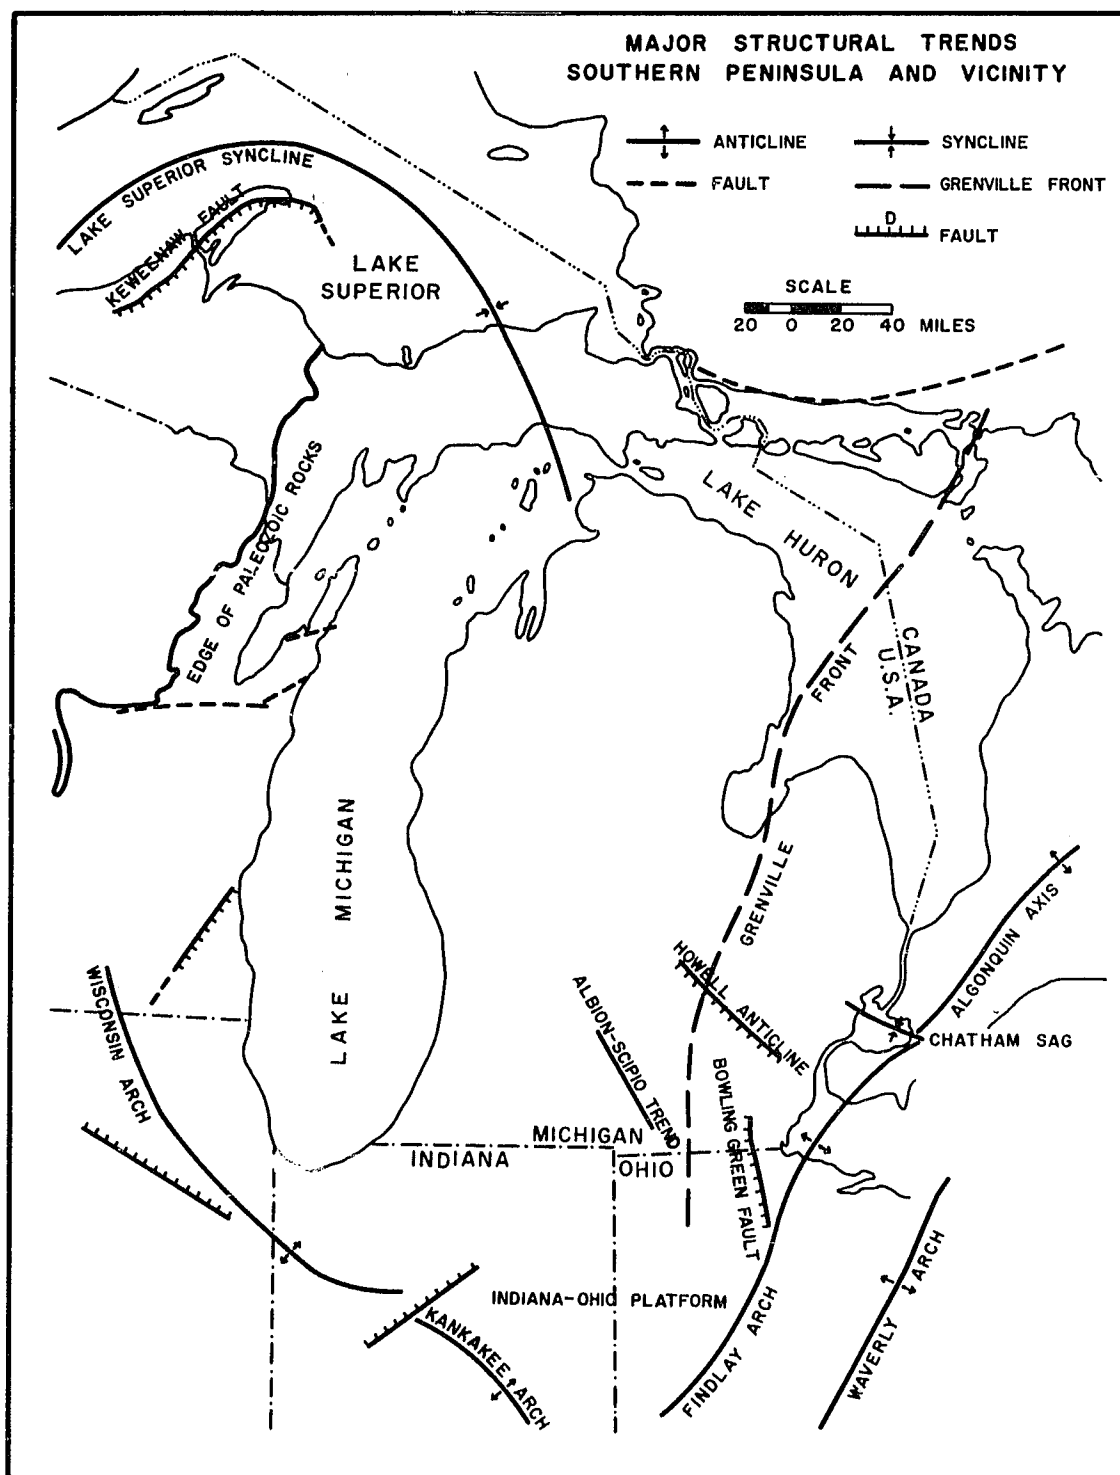 MAJOR STRUCTURAL TRENDS
SOUTHERN PENINSULA AND VICINITY
ANTICLINE
SYNCLINE
FAULT
GRENVILLE FRONT
D
FAULT
SCALE
20 0 20 40 MILES
LAKE SUPERIOR SYNCLINE
KEWEENAW FAULT
LAKE
SUPERIOR
EDGE OF PALEOZOIC ROCKS
LAKE HURON
CANADA
U.S.A.
GRENVILLE FRONT
LAKE MICHIGAN
WISCONSIN ARCH
ALBION-SCIPIO TREND
HOWELL ANTICLINE
ALGONQUIN AXIS
CHATHAM SAG
BOWLING GREEN FAULT
MICHIGAN
INDIANA
OHIO
INDIANA-OHIO PLATFORM
KANKAKEE ARCH
FINDLAY ARCH
WAVERLY ARCH